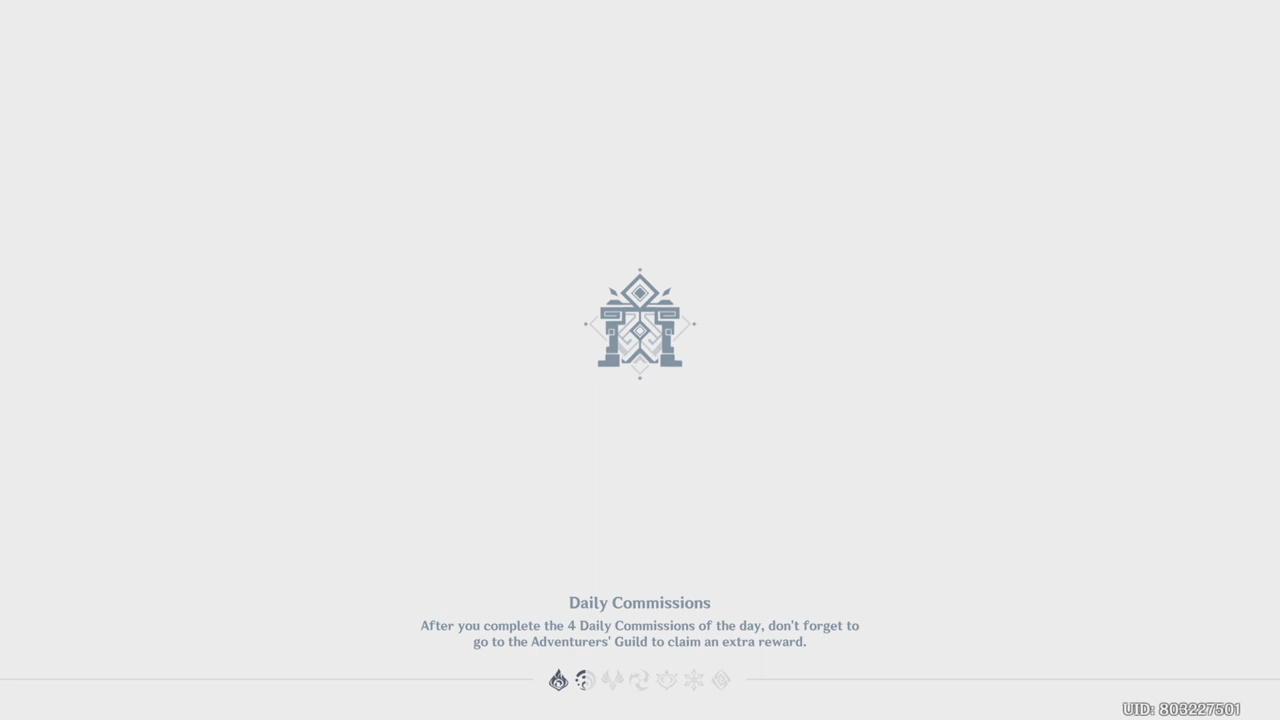 Daily Commissions
After you complete the 4 Daily Commissions of the day, don't forget to
go to the Adventurers' Guild to claim an extra reward.
UID: 803227501